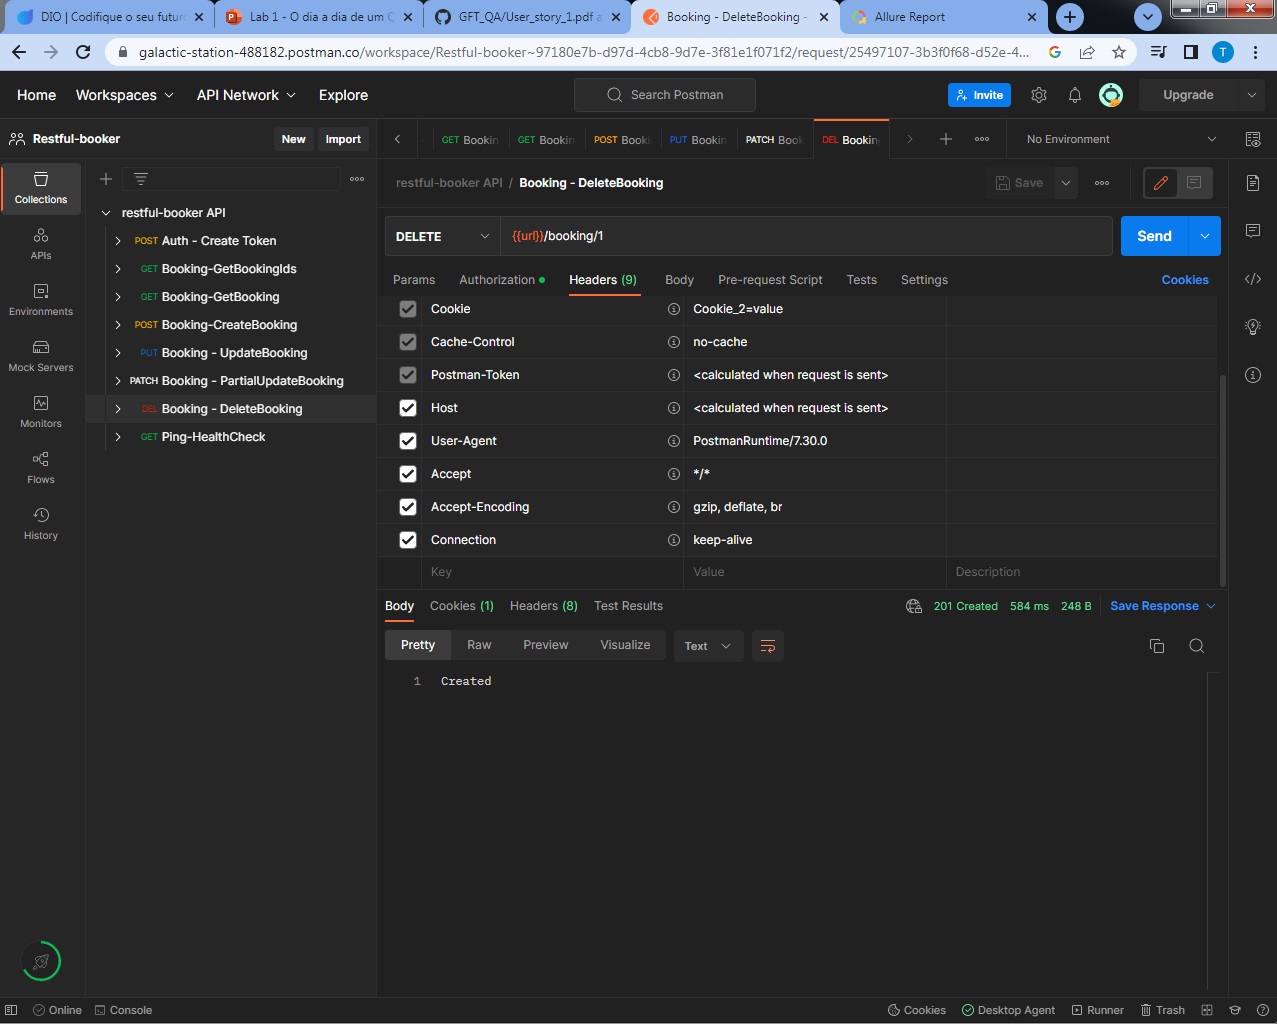 DIO | Codifique o seu futuro
Lab 1 - O dia a dia de um Q
GFT_QA/User_story_1.pdf a
Booking - DeleteBooking -
Allure Report
galactic-station-488182.postman.co/workspace/Restful-booker~97180e7b-d97d-4cb8-9d7e-3f81e1f071f2/request/25497107-3b3f0f68-d52e-4...
T
Home Workspaces API Network Explore
Search Postman
Invite
Upgrade
Restful-booker
New Import
GET Bookin
GET Bookin
POST Booki
PUT Bookin
PATCH Book
DEL Bookin
No Environment
Collections
APIs
Environments
Mock Servers
Monitors
Flows
History
restful-booker API
POST Auth - Create Token
GET Booking-GetBookingIds
GET Booking-GetBooking
POST Booking-CreateBooking
PUT Booking - UpdateBooking
PATCH Booking - PartialUpdateBooking
DEL Booking - DeleteBooking
GET Ping-HealthCheck
restful-booker API / Booking - DeleteBooking
Save
DELETE {{url}}/booking/1
Send
Params Authorization Headers (9) Body Pre-request Script Tests Settings Cookies
Cookie Cookie_2=value
Cache-Control no-cache
Postman-Token <calculated when request is sent>
Host <calculated when request is sent>
User-Agent PostmanRuntime/7.30.0
Accept */*
Accept-Encoding gzip, deflate, br
Connection keep-alive
Key Value Description
Body Cookies (1) Headers (8) Test Results
201 Created 584 ms 248 B Save Response
Pretty Raw Preview Visualize Text
1 Created
Online Console
Cookies Desktop Agent Runner Trash